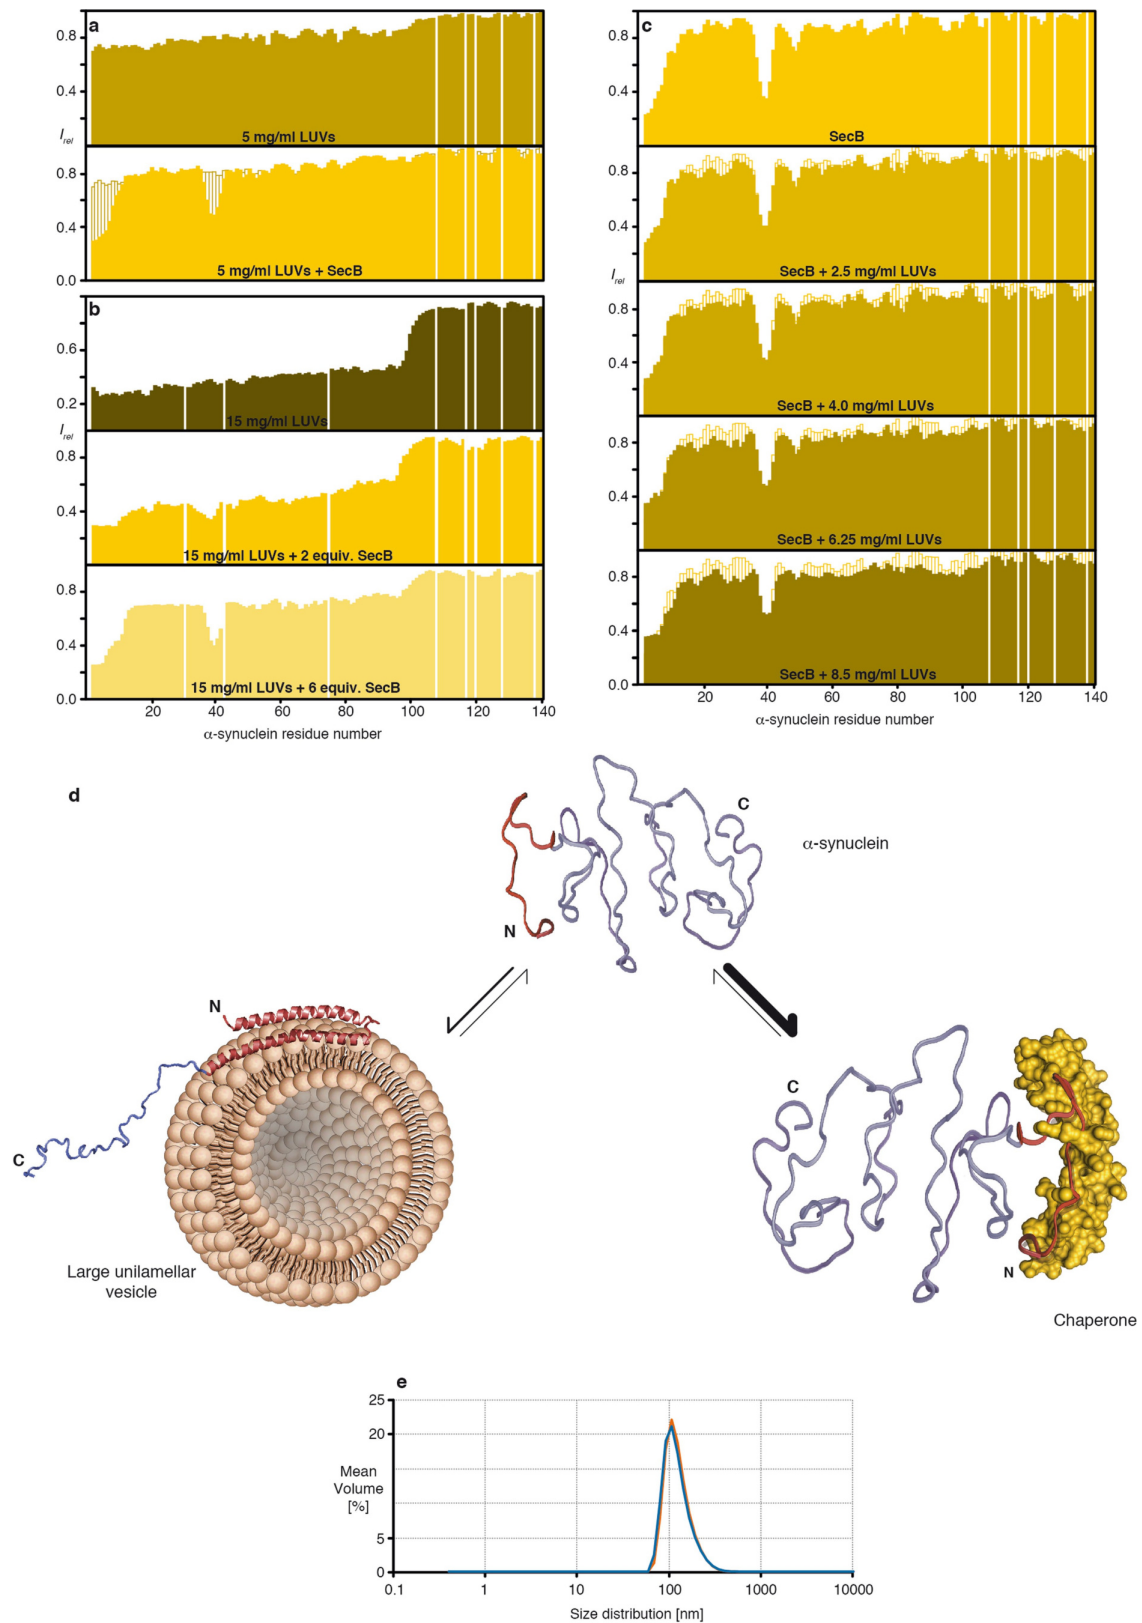 a
0.8
0.4
I rel
5 mg/ml LUVs
0.8
0.4
0.0
5 mg/ml LUVs + SecB
b
0.6
0.2
I rel
15 mg/ml LUVs
0.8
0.4
15 mg/ml LUVs + 2 equiv. SecB
0.8
0.4
0.0
15 mg/ml LUVs + 6 equiv. SecB
20 40 60 80 100 120 140
α-synuclein residue number
c
0.8
0.4
SecB
0.8
0.4
I rel
SecB + 2.5 mg/ml LUVs
0.8
0.4
SecB + 4.0 mg/ml LUVs
0.8
0.4
SecB + 6.25 mg/ml LUVs
0.8
0.4
0.0
SecB + 8.5 mg/ml LUVs
20 40 60 80 100 120 140
α-synuclein residue number
d
C
α-synuclein
N
N
C
Large unilamellar
vesicle
C
N
Chaperone
e
25
20
Mean
Volume
[%]
5
0
0.1 1 10 100 1000 10000
Size distribution [nm]